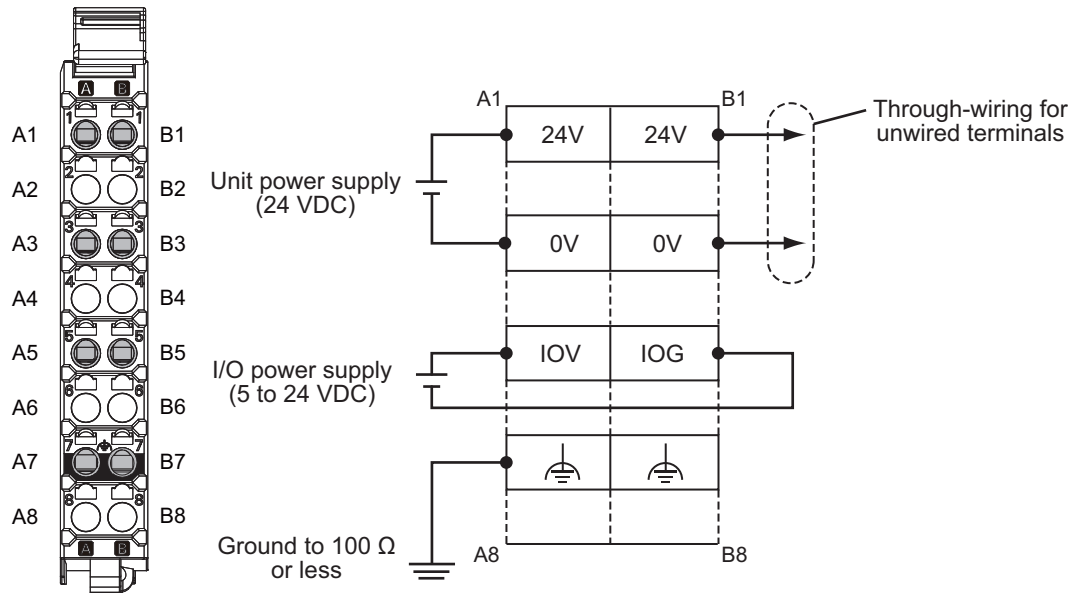 A B
1 1
A1 B1
2 2
A2 B2
3 3
A3 B3
4 4
A4 B4
5 5
A5 B5
6 6
A6 B6
7 7
A7 B7
8 8
A8 B8
A B
A1 B1
24V 24V
Through-wiring for
unwired terminals
Unit power supply
(24 VDC)
0V 0V
I/O power supply
(5 to 24 VDC)
IOV IOG
Ground to 100 Ω
or less
A8 B8